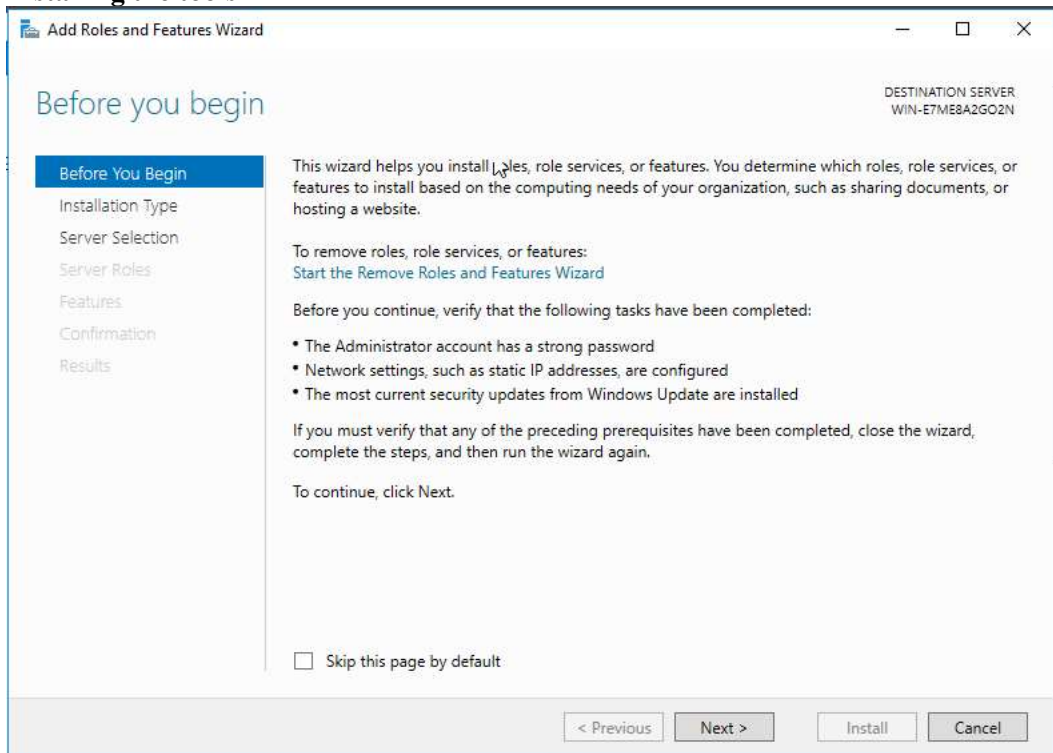 Add Roles and Features Wizard
Before you begin
DESTINATION SERVER
WIN-E7ME8A2GO2N
Before You Begin
Installation Type
Server Selection
Server Roles
Features
Confirmation
Results
This wizard helps you install roles, role services, or features. You determine which roles, role services, or
features to install based on the computing needs of your organization, such as sharing documents, or
hosting a website.
To remove roles, role services, or features:
Start the Remove Roles and Features Wizard
Before you continue, verify that the following tasks have been completed:
• The Administrator account has a strong password
• Network settings, such as static IP addresses, are configured
• The most current security updates from Windows Update are installed
If you must verify that any of the preceding prerequisites have been completed, close the wizard,
complete the steps, and then run the wizard again.
To continue, click Next.
Skip this page by default
< Previous
Next >
Install
Cancel